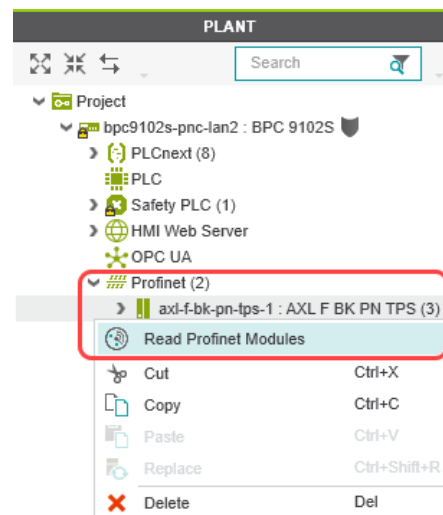 PLANT
Search
Project
bpc9102s-pnc-lan2 : BPC 9102S
PLCnext (8)
PLC
Safety PLC (1)
HMI Web Server
OPC UA
Profinet (2)
axl-f-bk-pn-tps-1 : AXL F BK PN TPS (3)
Read Profinet Modules
Cut Ctrl+X
Copy Ctrl+C
Paste Ctrl+V
Replace Ctrl+Shift+R
Delete Del